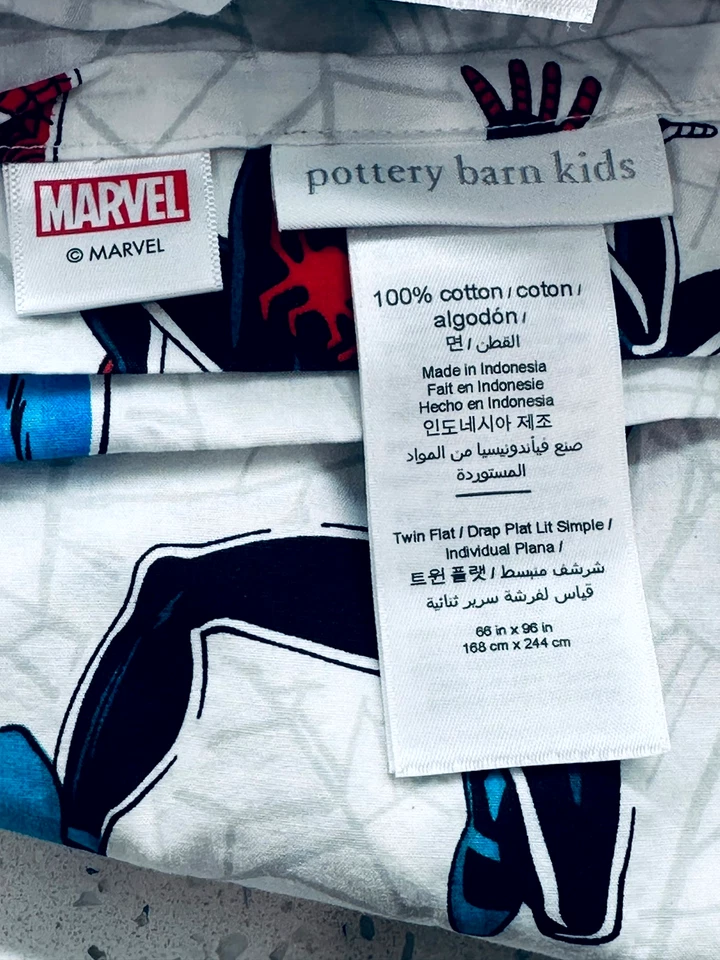 MARVEL
© MARVEL
pottery barn kids
100% cotton / coton /
algodón /
면 / القطن
Made in Indonesia
Fait en Indonesie
Hecho en Indonesia
인도네시아 제조
صنع فيأندونيسيا من المواد
المستوردة
Twin Flat / Drap Plat Lit Simple /
Individual Plana /
트윈 플랫 / شرشف منبسط
قياس لفرشة سرير ثنائية
66 in x 96 in
168 cm x 244 cm